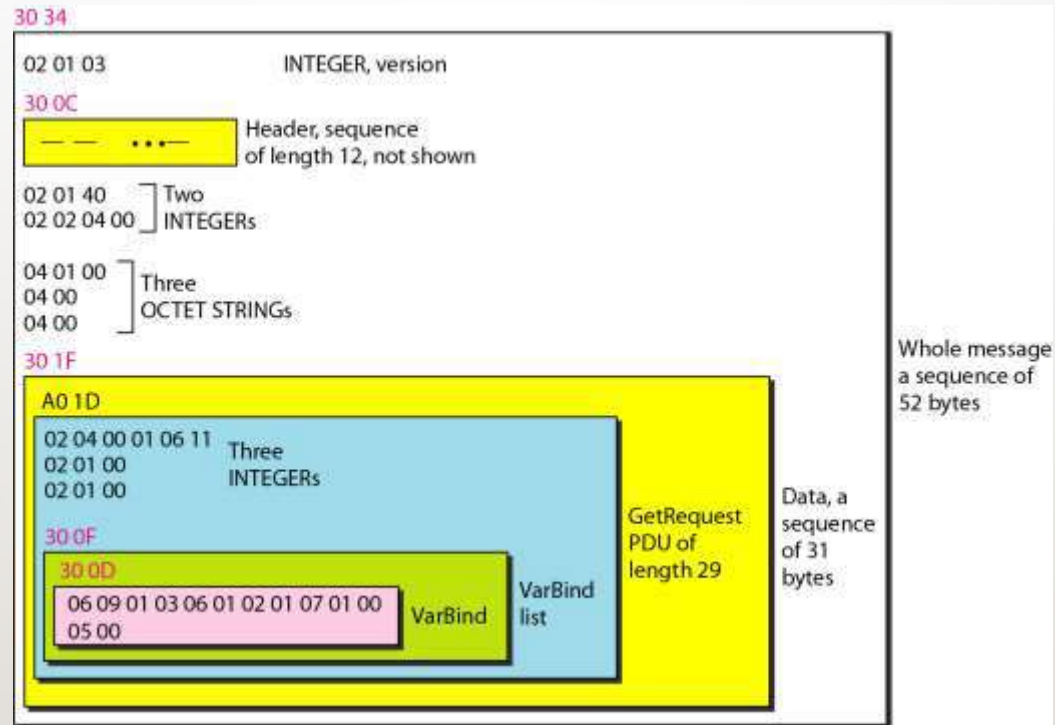 30 34
02 01 03 INTEGER, version
30 0C
Header, sequence
of length 12, not shown
02 01 40
02 02 04 00
Two
INTEGERs
04 01 00
04 00
04 00
Three
OCTET STRINGs
30 1F
A0 1D
02 04 00 01 06 11
02 01 00
02 01 00
Three
INTEGERs
30 0F
30 0D
06 09 01 03 06 01 02 01 07 01 00
05 00
VarBind
VarBind
list
GetRequest
PDU of
length 29
Data, a
sequence
of 31
bytes
Whole message
a sequence of
52 bytes